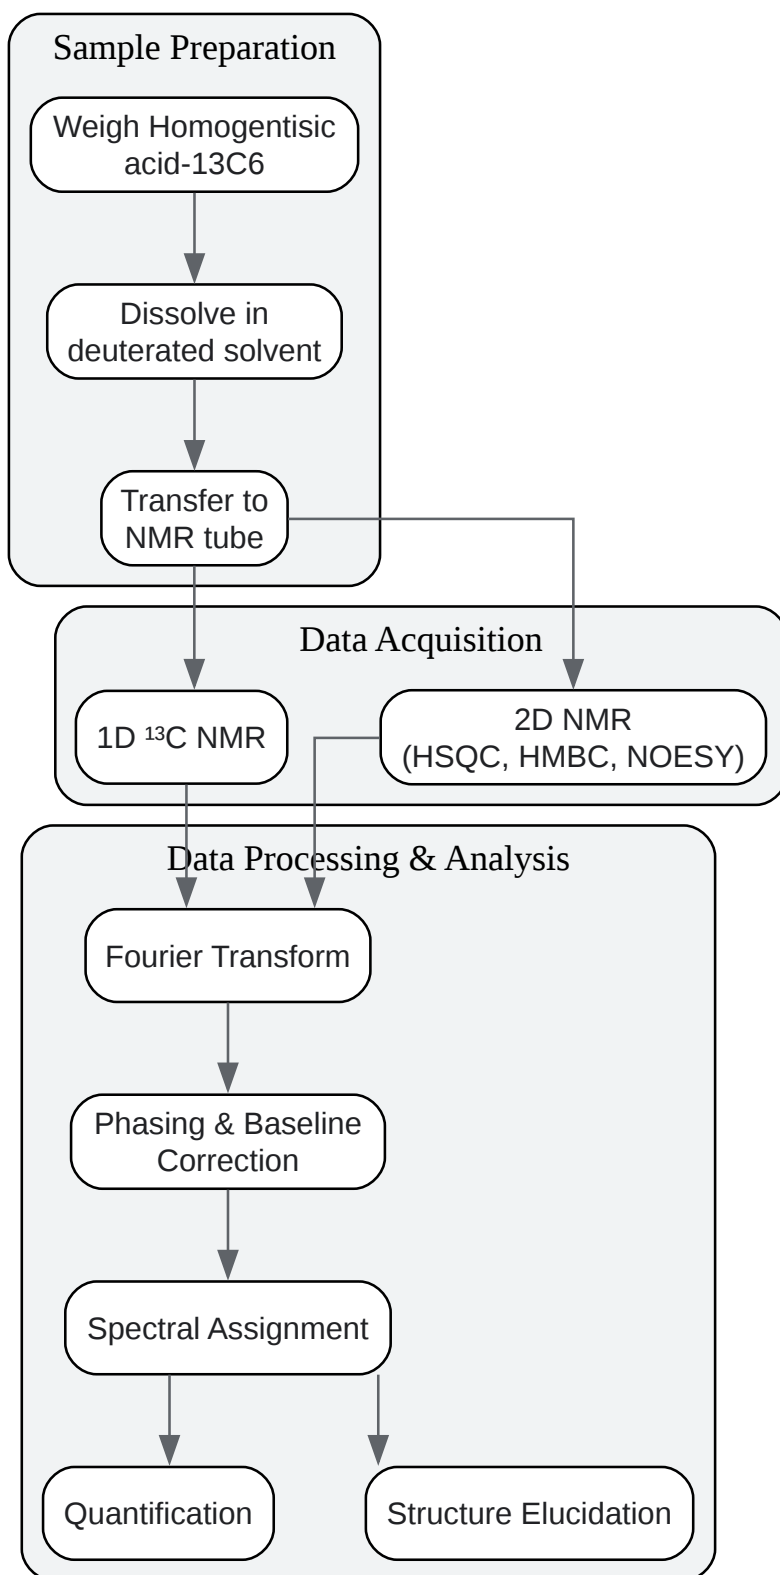 Sample Preparation
Weigh Homogentisic
acid-13C6
Dissolve in
deuterated solvent
Transfer to
NMR tube
Data Acquisition
1D ¹³C NMR
2D NMR
(HSQC, HMBC, NOESY)
Data Processing & Analysis
Fourier Transform
Phasing & Baseline
Correction
Spectral Assignment
Quantification
Structure Elucidation